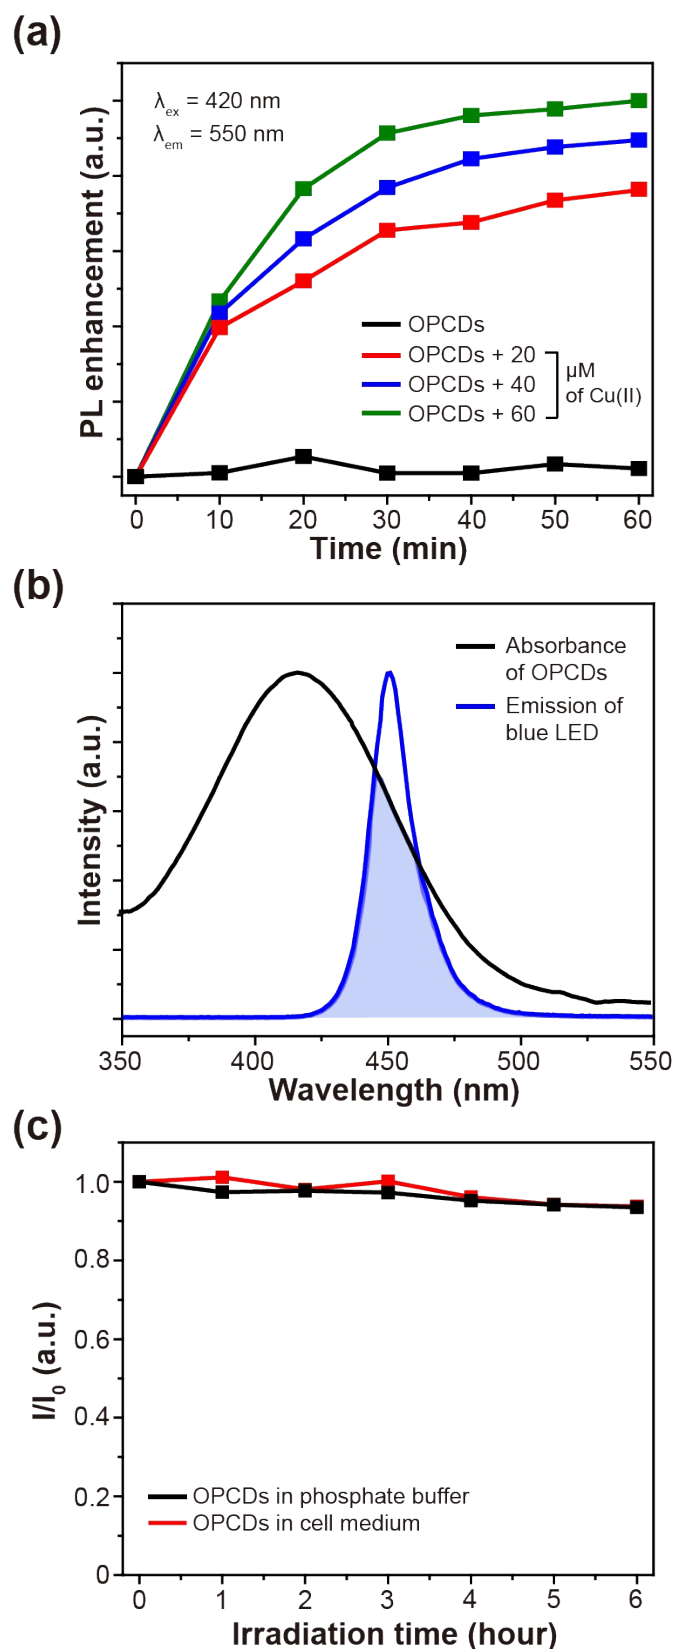 (a)
λex = 420 nm
λem = 550 nm
PL enhancement (a.u.)
OPCDs
OPCDs + 20
OPCDs + 40
OPCDs + 60
μM
of Cu(II)
0 10 20 30 40 50 60
Time (min)
(b)
Absorbance
of OPCDs
Emission of
blue LED
Intensity (a.u.)
350 400 450 500 550
Wavelength (nm)
(c)
1.0
0.8
0.6
0.4
0.2
0
I/I0 (a.u.)
OPCDs in phosphate buffer
OPCDs in cell medium
0 1 2 3 4 5 6
Irradiation time (hour)